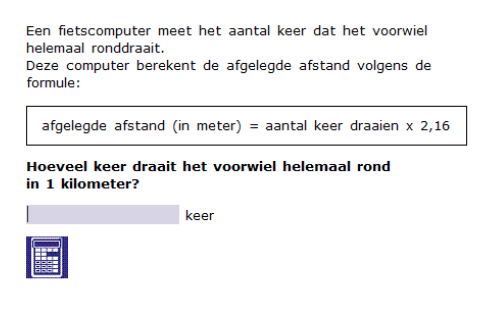 Een fietscomputer meet het aantal keer dat het voorwiel
helemaal ronddraait.
Deze computer berekent de afgelegde afstand volgens de
formule:
afgelegde afstand (in meter) = aantal keer draaien x 2,16
Hoeveel keer draait het voorwiel helemaal rond
in 1 kilometer?
keer